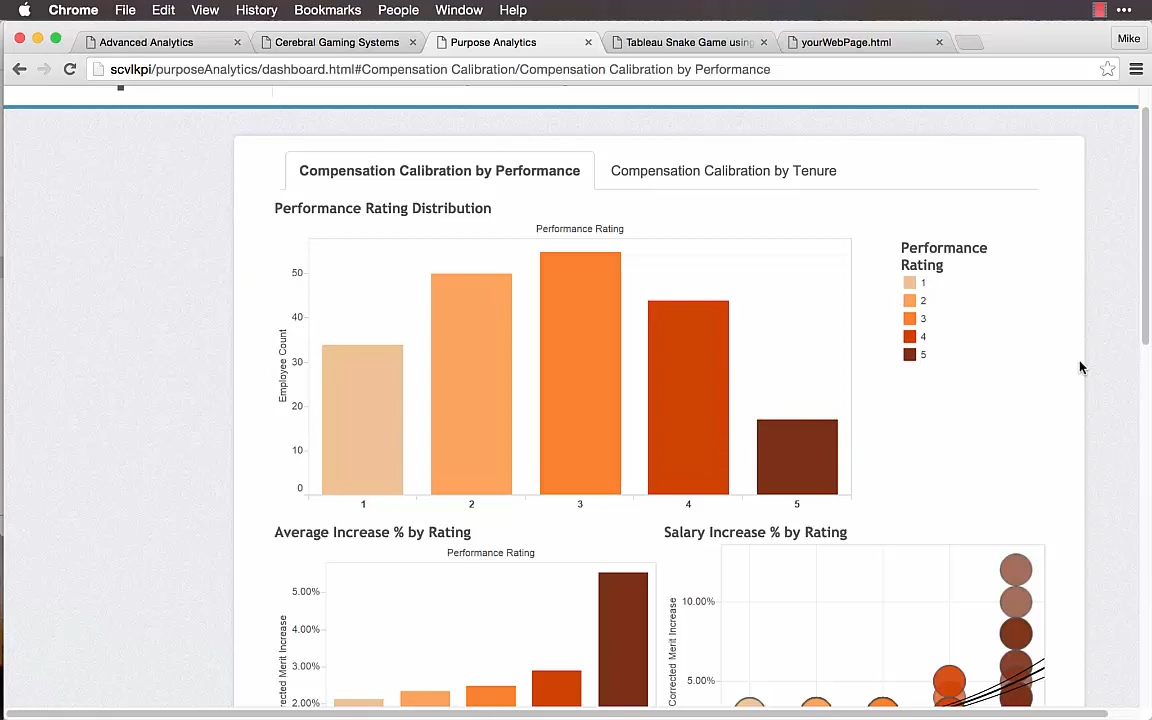 Chrome File Edit View History Bookmarks People Window Help
Advanced Analytics
Cerebral Gaming Systems
Purpose Analytics
Tableau Snake Game using
yourWebPage.html
Mike
scvlkpi/purposeAnalytics/dashboard.html#Compensation Calibration/Compensation Calibration by Performance
Compensation Calibration by Performance
Compensation Calibration by Tenure
Performance Rating Distribution
Performance Rating
Employee Count
50
40
30
20
10
0
1 2 3 4 5
Performance
Rating
1
2
3
4
5
Average Increase % by Rating
Performance Rating
5.00%
4.00%
3.00%
2.00%
rected Merit Increase
Salary Increase % by Rating
10.00%
5.00%
Corrected Merit Increase